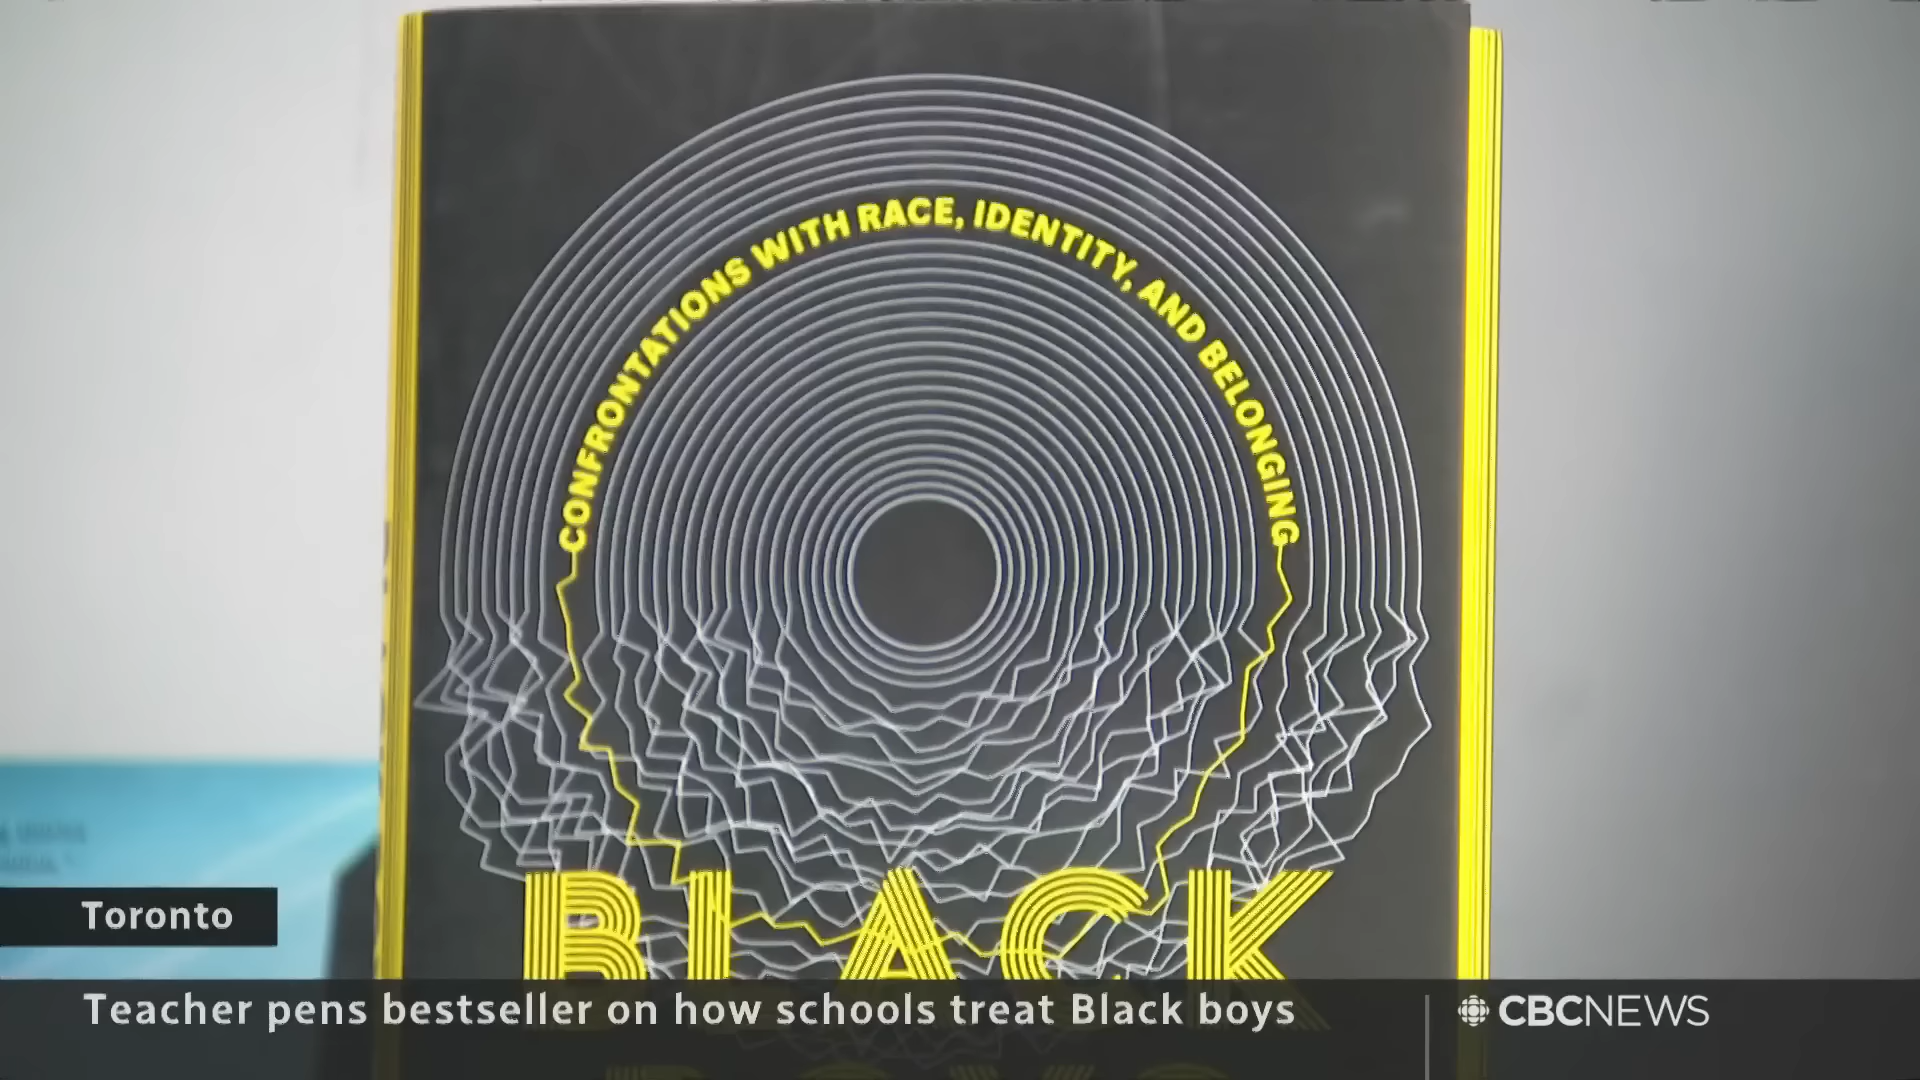 CONFRONTATIONS WITH RACE, IDENTITY, AND BELONGING
BLACK
Toronto
Teacher pens bestseller on how schools treat Black boys
CBCNEWS